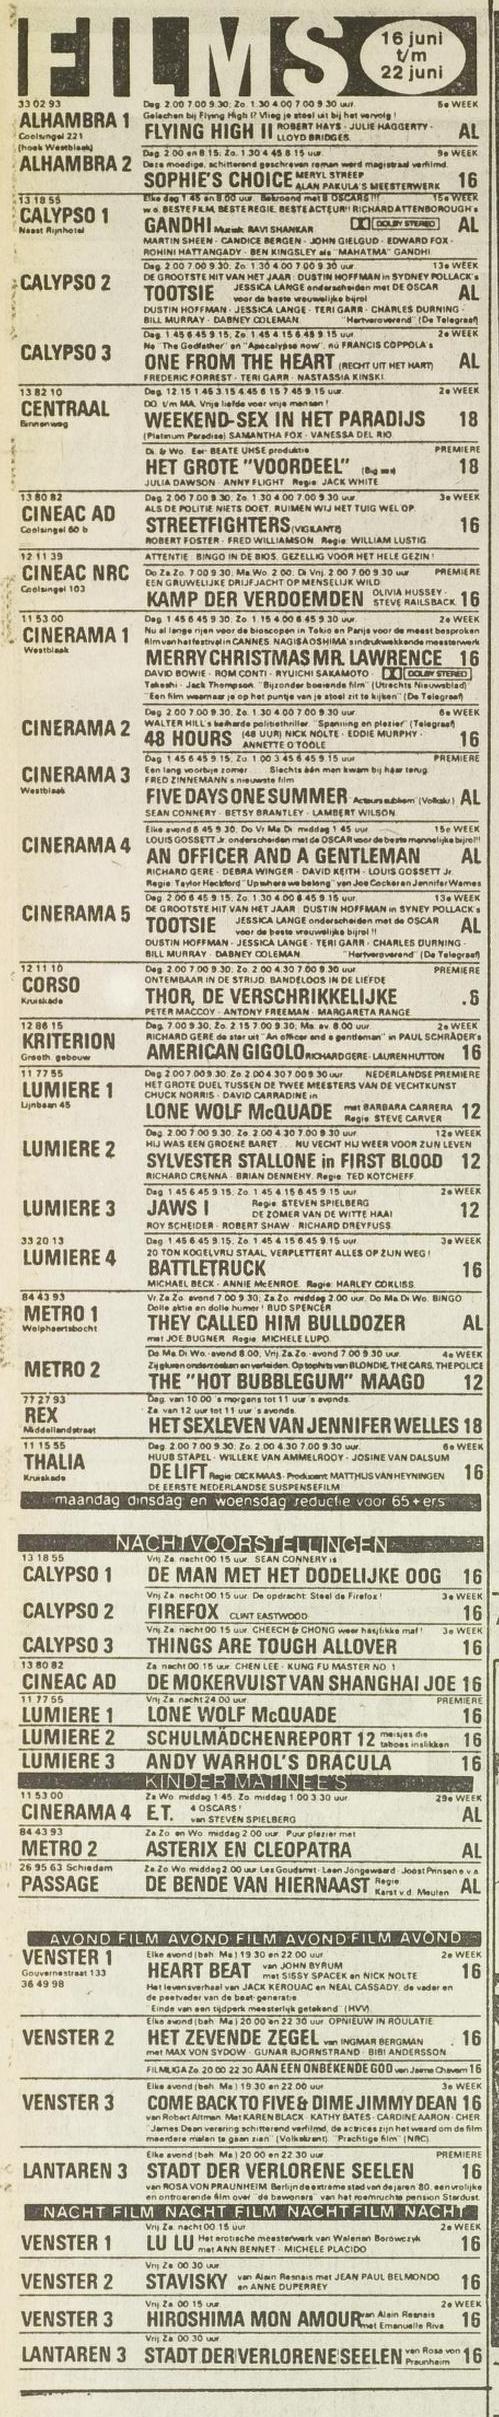 FILMS
16 juni
t/m
22 juni
33 02 93 Dag. 2.00 7.00 9.30; Zo. 1.30 4.00 7.00 9.30 uur. 5e WEEK
ALHAMBRA 1 Gelachen bij Flying High I? Vlieg je stoel uit bij het vervolg!
Coolsingel 221 FLYING HIGH II ROBERT HAYS · JULIE HAGGERTY · AL
(hoek Westblaak) LLOYD BRIDGES.
ALHAMBRA 2 Dag. 2.00 en 8.15; Zo. 1.30 4.45 8.15 uur. 9e WEEK
Deze moedige, schitterend geschreven roman werd magistraal verfilmd.
SOPHIE'S CHOICE MERYL STREEP 16
ALAN PAKULA'S MEESTERWERK
13 18 55 Elke dag 1.45 en 8.00 uur. Bekroond met 8 OSCARS!!! 15e WEEK
CALYPSO 1 w.o. BESTE FILM, BESTE REGIE, BESTE ACTEUR!! RICHARD ATTENBOROUGH's
Naast Rijnhotel GANDHI Muziek: RAVI SHANKAR DOLBY STEREO AL
MARTIN SHEEN · CANDICE BERGEN · JOHN GIELGUD · EDWARD FOX ·
ROHINI HATTANGADY · BEN KINGSLEY als "MAHATMA" GANDHI
CALYPSO 2 Dag. 2.00 7.00 9.30; Zo. 1.30 4.00 7.00 9.30 uur. 13e WEEK
DE GROOTSTE HIT VAN HET JAAR: DUSTIN HOFFMAN in SYDNEY POLLACK's
TOOTSIE JESSICA LANGE onderscheiden met DE OSCAR AL
voor de beste vrouwelijke bijrol
DUSTIN HOFFMAN · JESSICA LANGE · TERI GARR · CHARLES DURNING ·
BILL MURRAY · DABNEY COLEMAN. "Hartveroverend" (De Telegraaf)
CALYPSO 3 Dag. 1.45 6.45 9.15; Zo. 1.45 4.15 6.45 9.15 uur. 2e WEEK
Na "The Godfather" en "Apocalypse now", nú FRANCIS COPPOLA's
ONE FROM THE HEART (RECHT UIT HET HART) AL
FREDERIC FORREST · TERI GARR · NASTASSIA KINSKI.
13 82 10 Dag. 12.15 1.45 3.15 4.45 6.15 7.45 9.15 uur. 2e WEEK
CENTRAAL DO. t/m MA. Vrije liefde voor vrije mensen!
Binnenweg WEEKEND-SEX IN HET PARADIJS 18
(Platinum Paradise) SAMANTHA FOX · VANESSA DEL RIO
Di. & Wo. Een BEATE UHSE produktie PREMIERE
HET GROTE "VOORDEEL" 18
JULIA DAWSON · ANNY FLIGHT Regie: JACK WHITE
13 80 82 Dag. 2.00 7.00 9.30; Zo. 1.30 4.00 7.00 9.30 uur. 3e WEEK
CINEAC AD ALS DE POLITIE NIETS DOET, RUIMEN WIJ HET TUIG WEL OP
Coolsingel 60 b STREETFIGHTERS (VIGILANTE) 16
ROBERT FOSTER · FRED WILLIAMSON. Regie: WILLIAM LUSTIG
12 11 39 ATTENTIE: BINGO IN DE BIOS. GEZELLIG VOOR HET HELE GEZIN!
CINEAC NRC Do. Za. Zo. 7.00 9.30; Ma. Wo. 2.00; Di. Vrij. 2.00 7.00 9.30 uur. PREMIERE
Coolsingel 103 EEN GRUWELIJKE DRIJFJACHT OP MENSELIJK WILD
KAMP DER VERDOEMDEN OLIVIA HUSSEY · 16
STEVE RAILSBACK
11 53 00 Dag. 1.45 6.45 9.30; Zo. 1.00 4.15 6.45 9.30 uur. 2e WEEK
CINERAMA 1 Nu al lange rijen voor de bioscopen in Tokio en Parijs voor de meest besproken
Westblaak film van het festival in CANNES. NAGISA OSHIMA's indrukwekkende meesterwerk
MERRY CHRISTMAS MR. LAWRENCE 16
DAVID BOWIE · ROM CONTI · RYUICHI SAKAMOTO · DOLBY STEREO
Takeshi · Jack Thompson. "Bijzonder boeiende film" (Utrechts Nieuwsblad)
"Een film waarnaar je op het puntje van je stoel zit te kijken" (De Telegraaf)
CINERAMA 2 Dag. 2.00 7.00 9.30; Zo. 1.30 4.00 7.00 9.30 uur. 6e WEEK
WALTER HILL's keiharde politiethriller. "Spanning en plezier" (Telegraaf)
48 HOURS (48 UUR) NICK NOLTE · EDDIE MURPHY · 16
ANNETTE O'TOOLE
CINERAMA 3 Dag. 1.45 6.45 9.15; Zo. 1.00 3.45 6.45 9.15 uur. PREMIERE
Westblaak Een lang voorbije zomer ..... Slechts één man kwam bij háár terug.
FRED ZINNEMANN's nieuwste film
FIVE DAYS ONE SUMMER "Acteurs subliem" (Volkskr.) AL
SEAN CONNERY · BETSY BRANTLEY · LAMBERT WILSON.
CINERAMA 4 Elke avond 6.45 9.30; Do. Vr. Ma. Di. middag 1.45 uur. 15e WEEK
LOUIS GOSSETT Jr. onderscheiden met de OSCAR voor de beste mannelijke bijrol!!
AN OFFICER AND A GENTLEMAN AL
RICHARD GERE · DEBRA WINGER · DAVID KEITH · LOUIS GOSSETT Jr.
Regie: Taylor Hackford "Up where we belong" van Joe Cocker en Jennifer Warnes
CINERAMA 5 Dag. 2.00 6.45 9.15; Zo. 1.30 4.00 6.45 9.15 uur. 13e WEEK
DE GROOTSTE HIT VAN HET JAAR: DUSTIN HOFFMAN in SYNEY POLLACK's
TOOTSIE JESSICA LANGE onderscheiden met de OSCAR AL
voor de beste vrouwelijke bijrol!!
DUSTIN HOFFMAN · JESSICA LANGE · TERI GARR · CHARLES DURNING ·
BILL MURRAY · DABNEY COLEMAN. "Hartveroverend" (De Telegraaf)
12 11 10 Dag. 2.00 7.00 9.30; Zo. 2.00 4.30 7.00 9.30 uur. PREMIERE
CORSO ONTEMBAAR IN DE STRIJD, BANDELOOS IN DE LIEFDE
Kruiskade THOR, DE VERSCHRIKKELIJKE
PETER MACCOY · ANTONY FREEMAN · MARGARETA RANGE
12 86 15 Dag. 7.00 9.30; Zo. 2.15 7.00 9.30; Ma. av. 8.00 uur. 2e WEEK
KRITERION RICHARD GERE de ster uit "An officer and a gentleman" in PAUL SCHRADER's
Grooth. gebouw AMERICAN GIGOLO RICHARD GERE · LAUREN HUTTON 16
11 77 55 Dag. 2.00 7.00 9.30; Zo. 2.00 4.30 7.00 9.30 uur. NEDERLANDSE PREMIERE
LUMIERE 1 HET GROTE DUEL TUSSEN DE TWEE MEESTERS VAN DE VECHTKUNST
Lijnbaan 45 CHUCK NORRIS · DAVID CARRADINE in
LONE WOLF McQUADE met BARBARA CARRERA 12
Regie: STEVE CARVER
LUMIERE 2 Dag. 2.00 7.00 9.30; Zo. 2.00 4.30 7.00 9.30 uur. 12e WEEK
HIJ WAS EEN GROENE BARET ... NU VECHT HIJ WEER VOOR ZIJN LEVEN
SYLVESTER STALLONE in FIRST BLOOD 12
RICHARD CRENNA · BRIAN DENNEHY. Regie: TED KOTCHEFF.
LUMIERE 3 Dag. 1.45 6.45 9.15; Zo. 1.45 4.15 6.45 9.15 uur. 2e WEEK
JAWS I Regie: STEVEN SPIELBERG 12
DE ZOMER VAN DE WITTE HAAI
ROY SCHEIDER · ROBERT SHAW · RICHARD DREYFUSS.
33 20 13 Dag. 1.45 6.45 9.15; Zo. 1.45 4.15 6.45 9.15 uur. 3e WEEK
LUMIERE 4 20 TON KOGELVRIJ STAAL, VERPLETTERT ALLES OP ZIJN WEG!
BATTLETRUCK 16
MICHAEL BECK · ANNIE McENROE. Regie: HARLEY COKLISS.
84 43 93 Vr. Za. Zo. avond 7.00 9.30; Za. Zo. middag 2.00 uur. Do. Ma. Di. Wo. BINGO
METRO 1 Dolle aktie en dolle humor! BUD SPENCER
Wolphaertsbocht THEY CALLED HIM BULLDOZER AL
met JOE BUGNER. Regie: MICHELE LUPO.
METRO 2 Do. Ma. Di. Wo. · avond 8.00; Vrij. Za. Zo. · avond 7.00 9.30 uur. 4e WEEK
Zij gluren onderzoeken en verleiden. Op tophits van BLONDIE, THE CARS, THE POLICE
THE "HOT BUBBLEGUM" MAAGD 12
77 27 93 Dag. van 10.00 's morgens tot 11 uur 's avonds.
REX Za. van 12 uur tot 11 uur 's avonds.
Middellandstraat HET SEXLEVEN VAN JENNIFER WELLES 18
11 15 55 Dag. 2.00 7.00 9.30; Zo. 2.00 4.30 7.00 9.30 uur. 6e WEEK
THALIA HUUB STAPEL · WILLEKE VAN AMMELROOY · JOSINE VAN DALSUM
Kruiskade DE LIFT Regie: DICK MAAS · Producent: MATTHIJS VAN HEYNINGEN 16
DE EERSTE NEDERLANDSE SUSPENSEFILM
maandag dinsdag en woensdag reductie voor 65+ers
NACHTVOORSTELLINGEN
13 18 55 Vrij. Za. nacht 00.15 uur. SEAN CONNERY is
CALYPSO 1 DE MAN MET HET DODELIJKE OOG 16
CALYPSO 2 Vrij. Za. nacht 00.15 uur. De opdracht: Steel de Firefox! 3e WEEK
FIREFOX CLINT EASTWOOD 16
CALYPSO 3 Vrij. Za. nacht 00.15 uur. CHEECH & CHONG weer hasjlikke maf! 3e WEEK
THINGS ARE TOUGH ALLOVER 16
13 80 82 Za. nacht 00.15 uur. CHEN LEE · KUNG FU MASTER NO. 1
CINEAC AD DE MOKERVUIST VAN SHANGHAI JOE 16
11 77 55 Vrij. Za. nacht 24.00 uur. PREMIERE
LUMIERE 1 LONE WOLF McQUADE 16
LUMIERE 2 SCHULMÄDCHENREPORT 12 meisjes die 16
taboes inslikken
LUMIERE 3 ANDY WARHOL'S DRACULA 16
KINDER MATINEE'S
11 53 00 Za. Wo. middag 1.45; Zo. middag 1.00 3.30 uur. 29e WEEK
CINERAMA 4 E.T. 4 OSCARS! AL
van STEVEN SPIELBERG
84 43 93 Za. Zo. en Wo. middag 2.00 uur. Puur plezier met
METRO 2 ASTERIX EN CLEOPATRA AL
26 95 63 Schiedam Za. Zo. Wo. middag 2.00 uur. Les Goudsmit · Leen Jongewaard · Joost Prinsen e.v.a.
PASSAGE DE BENDE VAN HIERNAAST Regie: AL
Karst v.d. Meulen
AVOND FILM AVOND FILM AVOND FILM AVOND
VENSTER 1 Elke avond (beh. Ma.) 19.30 en 22.00 uur. 2e WEEK
Gouvernestraat 133 HEART BEAT van JOHN BYRUM 16
36 49 98 met SISSY SPACEK en NICK NOLTE
Het levensverhaal van JACK KEROUAC en NEAL CASSADY, de vader en
de peetvader van de beat-generatie.
"Einde van een tijdperk meesterlijk getekend" (HVV).
VENSTER 2 Elke avond (beh. Ma.) 20.00 en 22.30 uur. OPNIEUW IN ROULATIE
HET ZEVENDE ZEGEL van INGMAR BERGMAN 16
met MAX VON SYDOW · GUNAR BJORNSTRAND · BIBI ANDERSSON
FILMLIGA Zo. 20.00 22.30 AAN EEN ONBEKENDE GOD van Jaime Chavarri 16
VENSTER 3 Elke avond (beh. Ma.) 19.30 en 22.00 uur. 3e WEEK
COME BACK TO FIVE & DIME JIMMY DEAN 16
van Robert Altman. Met KAREN BLACK · KATHY BATES · CARDINE AARON · CHER.
"James Dean verering schitterend verfilmd, de actrices zijn het waard om de film
meerdere malen te gaan zien" (Volkskrant). "Prachtige film" (NRC).
LANTAREN 3 Elke avond (beh. Ma.) 20.00 en 22.30 uur. PREMIERE
STADT DER VERLORENE SEELEN 16
van ROSA VON PRAUNHEIM. Berlijn de extreme stad van de jaren 80, een vrolijke
en ontroerende film over "de bewoners" van het roemruchte pension Stardust.
NACHT FILM NACHT FILM NACHT FILM NACHT
VENSTER 1 Vrij. Za. nacht 00.15 uur. 2e WEEK
LU LU Het erotische meesterwerk van Walerian Borowczyk 16
met ANN BENNET · MICHELE PLACIDO
VENSTER 2 Vrij. Za. 00.30 uur.
STAVISKY van Alain Resnais met JEAN PAUL BELMONDO 16
en ANNE DUPERREY
VENSTER 3 Vrij. Za. 00.15 uur. 2e WEEK
HIROSHIMA MON AMOUR van Alain Resnais 16
met Emanuelle Riva
LANTAREN 3 Vrij. Za. 00.30 uur.
STADT DER VERLORENE SEELEN van Rosa von 16
Praunheim